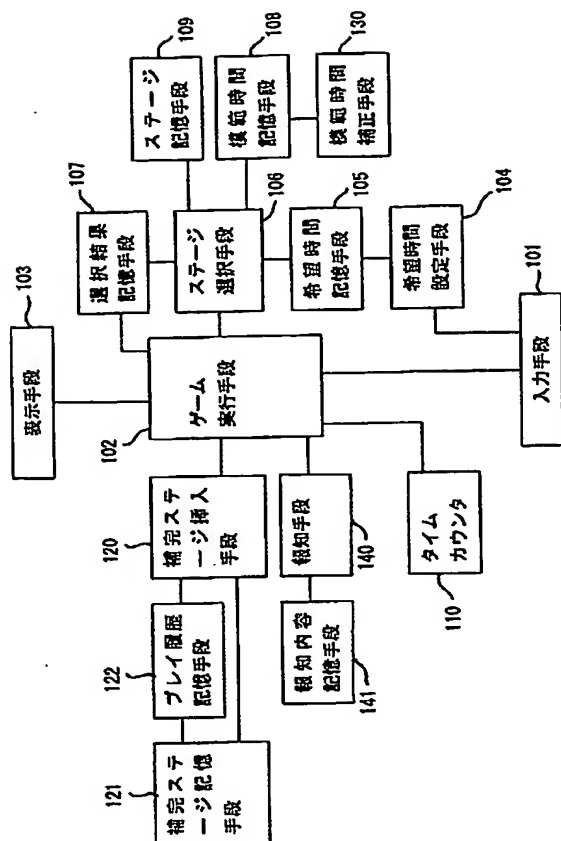 103
表示手段
107
選択結果
記憶手段
109
ステージ
記憶手段
102
ゲーム
実行手段
106
ステージ
選択手段
108
模範時間
記憶手段
130
模範時間
補正手段
105
希望時間
記憶手段
104
希望時間
設定手段
101
入力手段
121
補完ステ
ージ記憶
手段
122
プレイ履歴
記憶手段
120
補完ステ
ージ挿入
手段
140
報知手段
141
報知内容
記憶手段
110
タイム
カウンタ